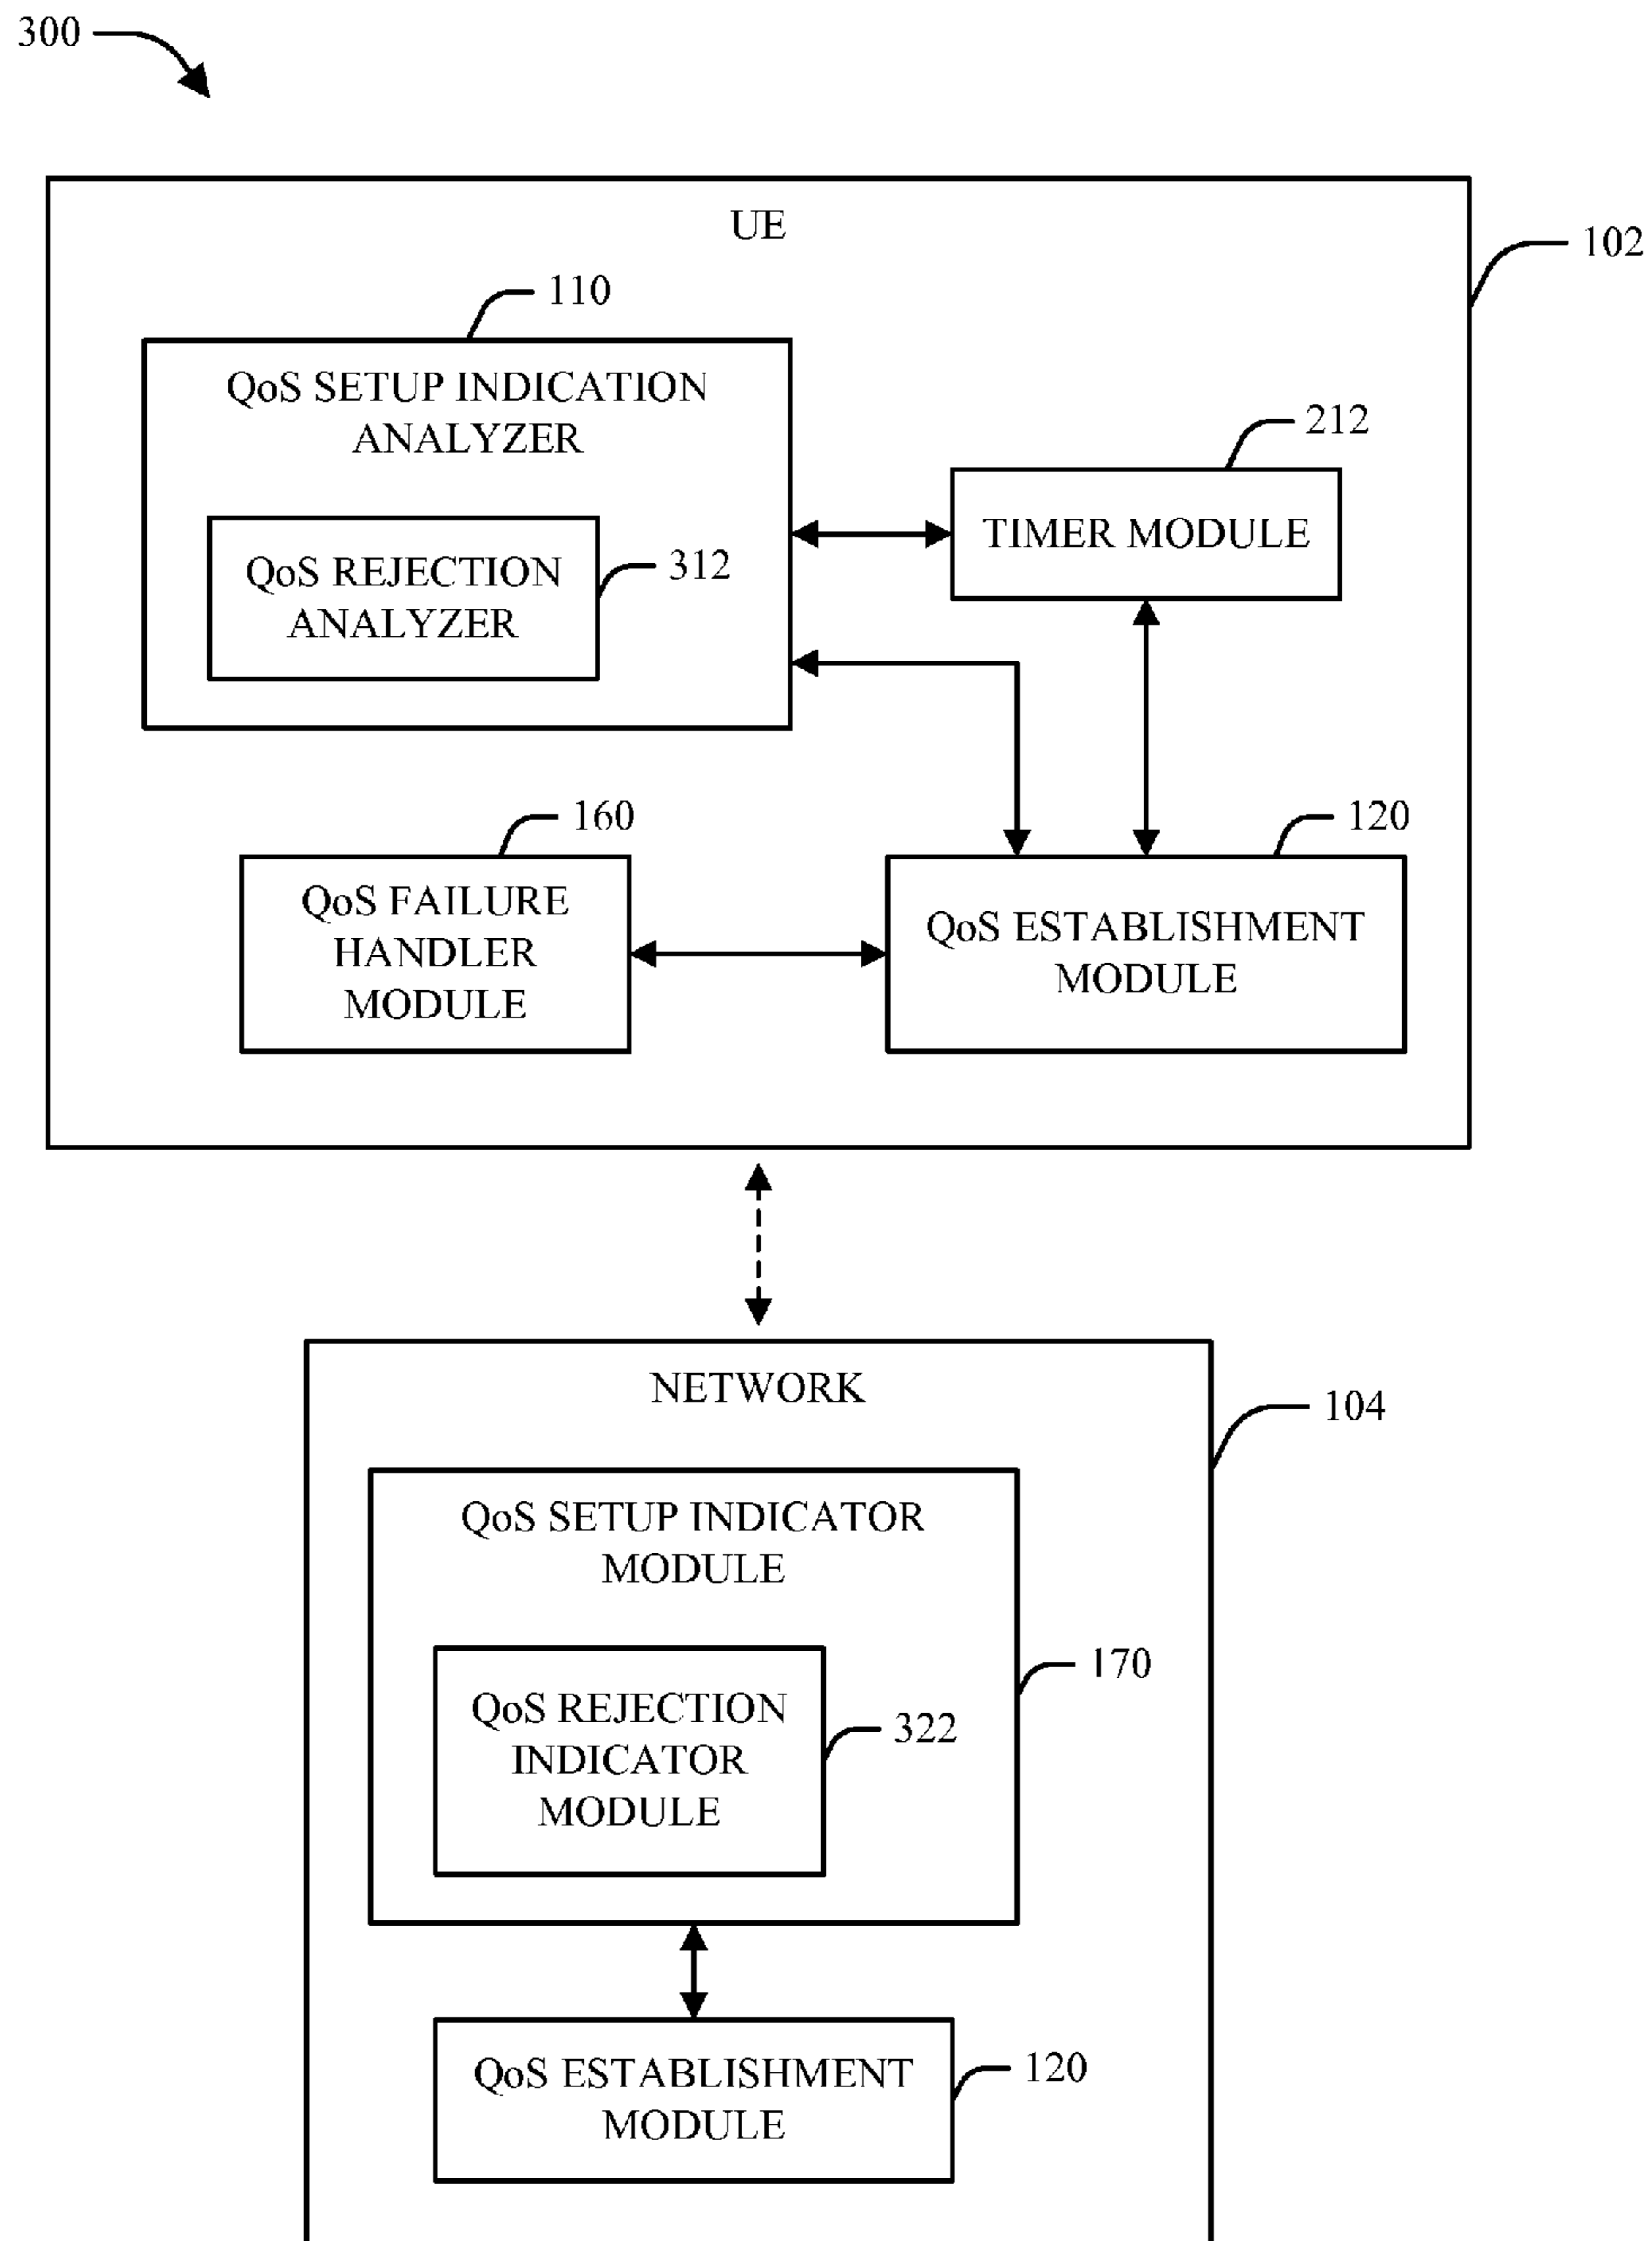 300
UE
102
110
QoS SETUP INDICATION
ANALYZER
212
TIMER MODULE
QoS REJECTION
ANALYZER
312
160
120
QoS FAILURE
HANDLER
MODULE
QoS ESTABLISHMENT
MODULE
NETWORK
104
QoS SETUP INDICATOR
MODULE
170
QoS REJECTION
INDICATOR
MODULE
322
QoS ESTABLISHMENT
MODULE
120